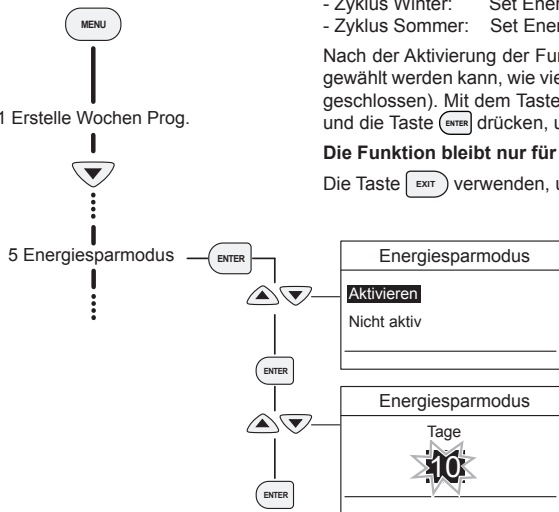 - Zyklus Winter: Set Ener
- Zyklus Sommer: Set Ener
Nach der Aktivierung der Fun
gewählt werden kann, wie vie
geschlossen). Mit dem Taste
und die Taste ENTER drücken, u
Die Funktion bleibt nur für
Die Taste EXIT verwenden, u
MENU
1 Erstelle Wochen Prog.
5 Energiesparmodus
ENTER
Energiesparmodus
Aktivieren
Nicht aktiv
ENTER
Energiesparmodus
Tage
10
ENTER